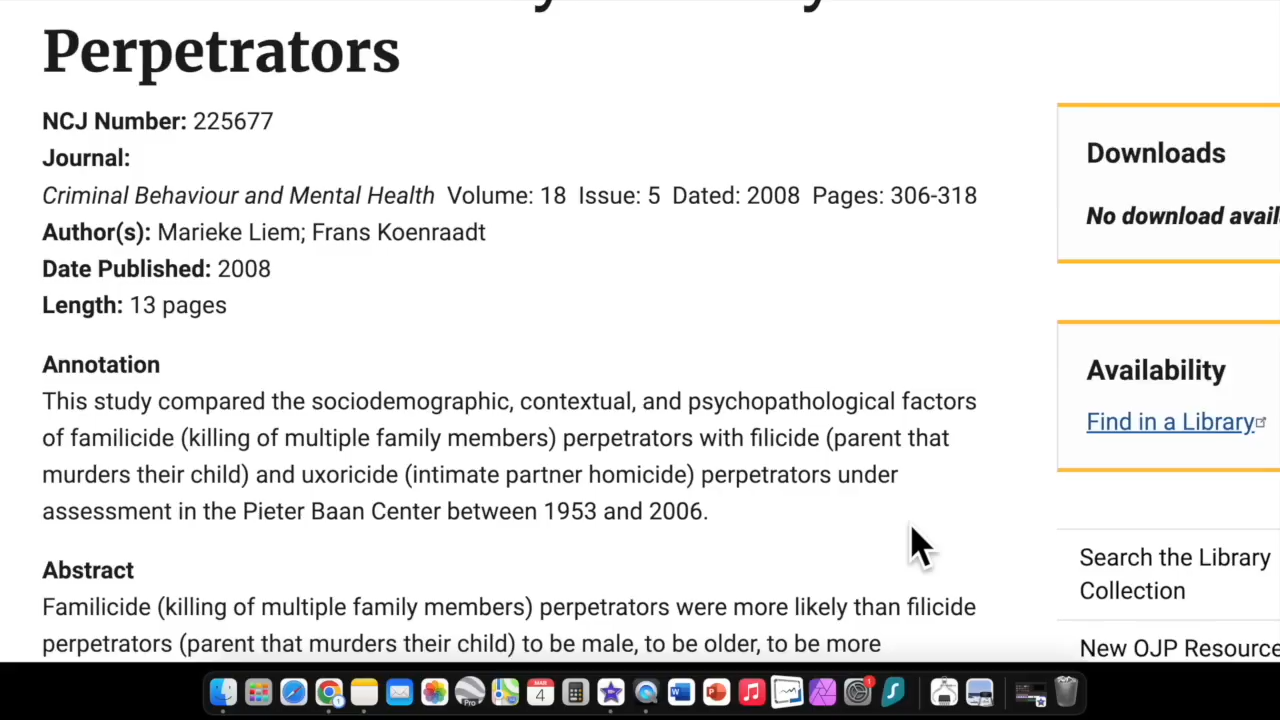 Perpetrators
NCJ Number: 225677
Journal:
Criminal Behaviour and Mental Health Volume: 18 Issue: 5 Dated: 2008 Pages: 306-318
Author(s): Marieke Liem; Frans Koenraadt
Date Published: 2008
Length: 13 pages
Annotation
This study compared the sociodemographic, contextual, and psychopathological factors
of familicide (killing of multiple family members) perpetrators with filicide (parent that
murders their child) and uxoricide (intimate partner homicide) perpetrators under
assessment in the Pieter Baan Center between 1953 and 2006.
Abstract
Familicide (killing of multiple family members) perpetrators were more likely than filicide
perpetrators (parent that murders their child) to be male, to be older, to be more
Downloads
No download avail
Availability
Find in a Library
Search the Library
Collection
New OJP Resource
Pro
MAR
4
1